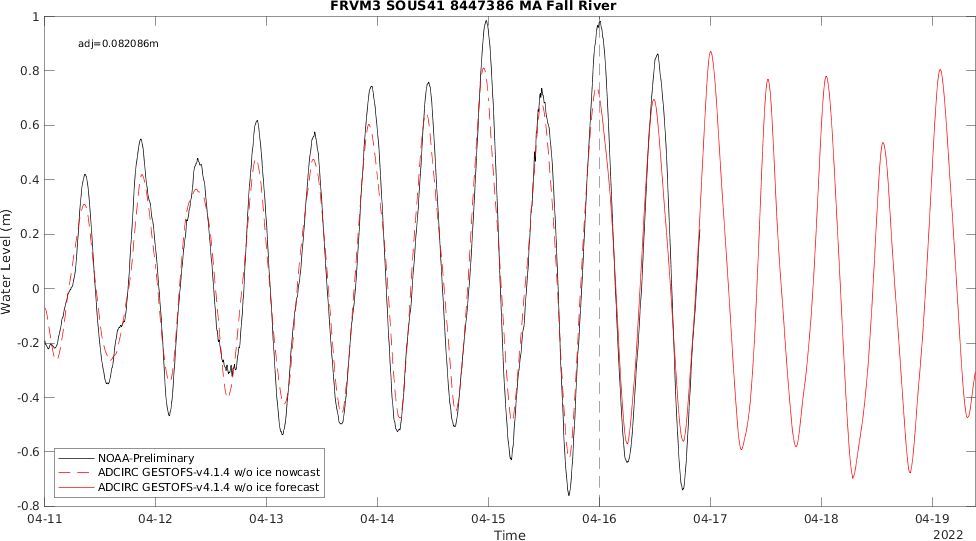 FRVM3 SOUS41 8447386 MA Fall River
adj=0.082086m
Water Level (m)
1
0.8
0.6
0.4
0.2
0
-0.2
-0.4
-0.6
-0.8
NOAA-Preliminary
ADCIRC GESTOFS-v4.1.4 w/o ice nowcast
ADCIRC GESTOFS-v4.1.4 w/o ice forecast
04-11 04-12 04-13 04-14 04-15 04-16 04-17 04-18 04-19
Time
2022